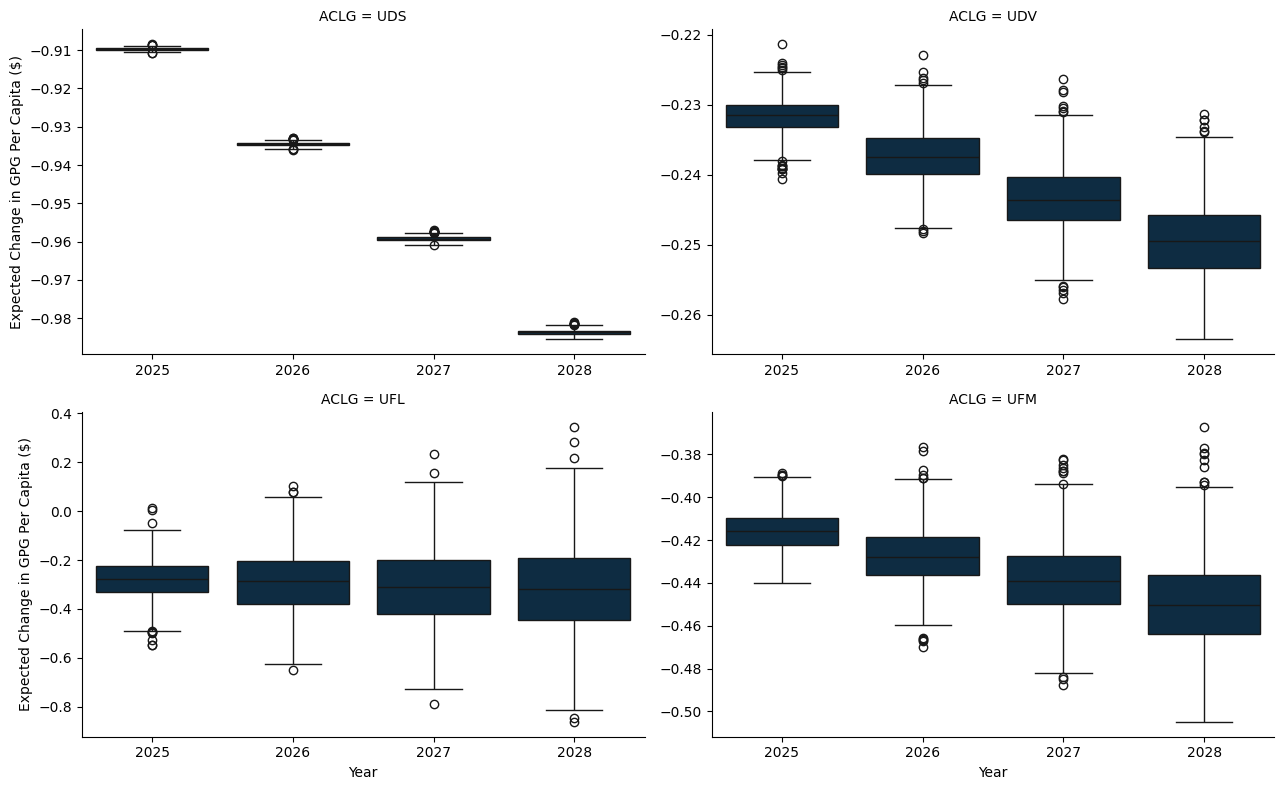 ACLG = UDS
Expected Change in GPG Per Capita ($)
−0.91
−0.92
−0.93
−0.94
−0.95
−0.96
−0.97
−0.98
2025 2026 2027 2028
ACLG = UDV
−0.22
−0.23
−0.24
−0.25
−0.26
2025 2026 2027 2028
ACLG = UFL
Expected Change in GPG Per Capita ($)
0.4
0.2
0.0
−0.2
−0.4
−0.6
−0.8
2025 2026 2027 2028
Year
ACLG = UFM
−0.38
−0.40
−0.42
−0.44
−0.46
−0.48
−0.50
2025 2026 2027 2028
Year